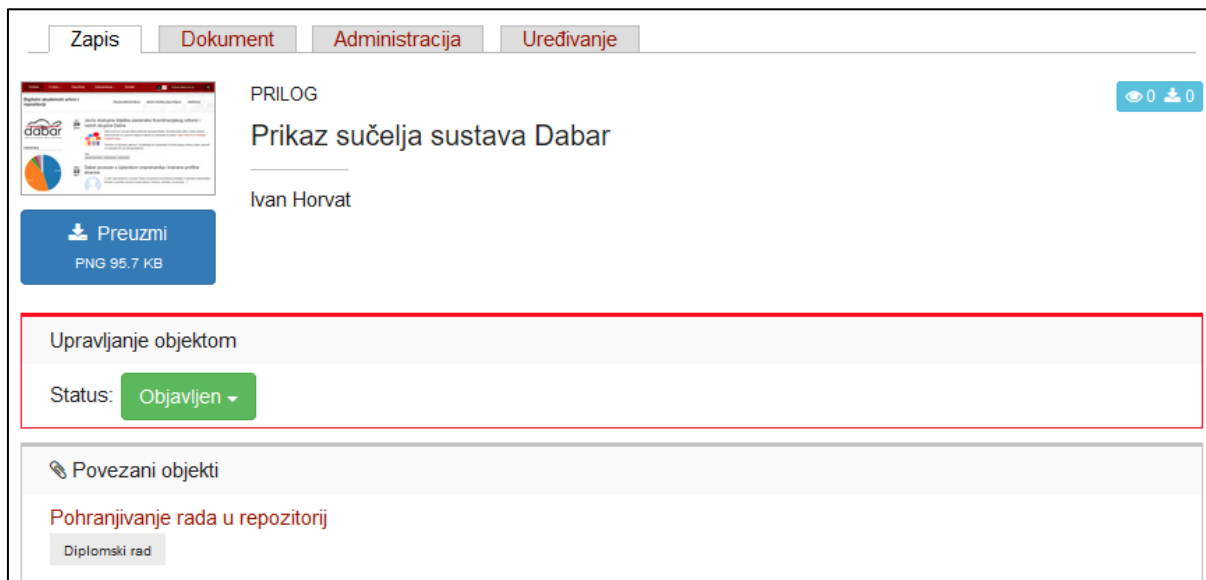 Zapis Dokument Administracija Uređivanje
PRILOG
0 0
Prikaz sučelja sustava Dabar
Ivan Horvat
dabar
Preuzmi
PNG 95.7 KB
Upravljanje objektom
Status: Objavljen
Povezani objekti
Pohranjivanje rada u repozitorij
Diplomski rad